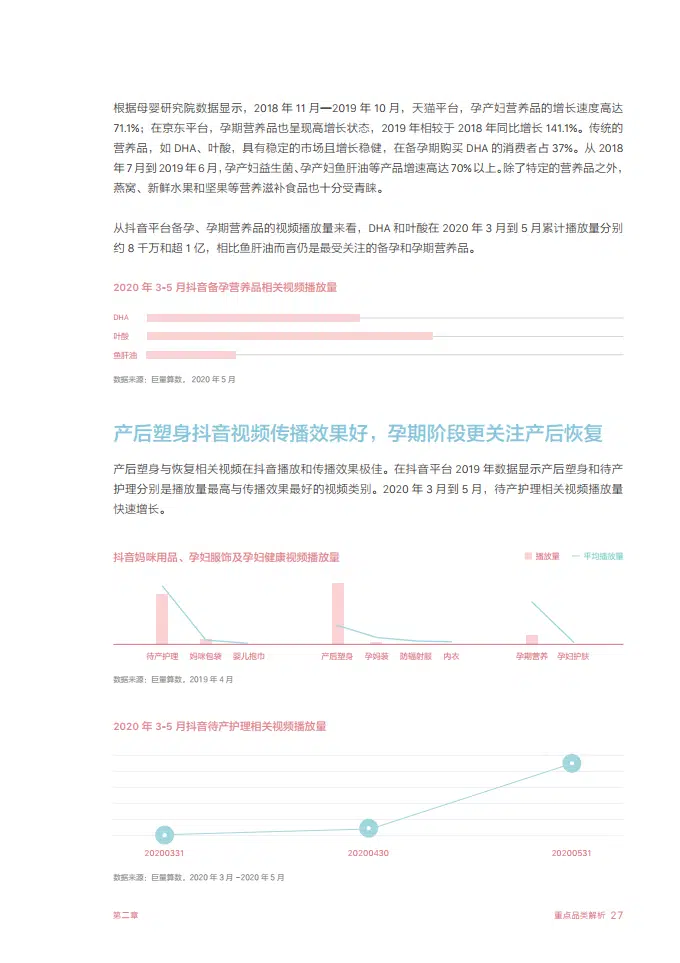 根据母婴研究院数据显示，2018 年 11 月—2019 年 10 月，天猫平台，孕产妇营养品的增长速度高达
71.1%；在京东平台，孕期营养品也呈现高增长状态，2019 年相较于 2018 年同比增长 141.1%。传统的
营养品，如 DHA、叶酸，具有稳定的市场且增长稳健，在备孕期购买 DHA 的消费者占 37%。从 2018
年 7 月到 2019 年 6 月，孕产妇益生菌、孕产妇鱼肝油等产品增速高达 70% 以上。除了特定的营养品之外，
燕窝、新鲜水果和坚果等营养滋补食品也十分受青睐。
从抖音平台备孕、孕期营养品的视频播放量来看，DHA 和叶酸在 2020 年 3 月到 5 月累计播放量分别
约 8 千万和超 1 亿，相比鱼肝油而言仍是最受关注的备孕和孕期营养品。
2020 年 3-5 月抖音备孕营养品相关视频播放量
DHA
叶酸
鱼肝油
数据来源：巨量算数，2020 年 5 月
产后塑身抖音视频传播效果好，孕期阶段更关注产后恢复
产后塑身与恢复相关视频在抖音播放和传播效果极佳。在抖音平台 2019 年数据显示产后塑身和待产
护理分别是播放量最高与传播效果最好的视频类别。2020 年 3 月到 5 月，待产护理相关视频播放量
快速增长。
抖音妈咪用品、孕妇服饰及孕妇健康视频播放量
播放量 平均播放量
待产护理 妈咪包袋 婴儿抱巾 产后塑身 孕妈装 防辐射服 内衣 孕期营养 孕妇护肤
数据来源：巨量算数，2019 年 4 月
2020 年 3-5 月抖音待产护理相关视频播放量
20200331 20200430 20200531
数据来源：巨量算数，2020 年 3 月 -2020 年 5 月
第二章 重点品类解析 27